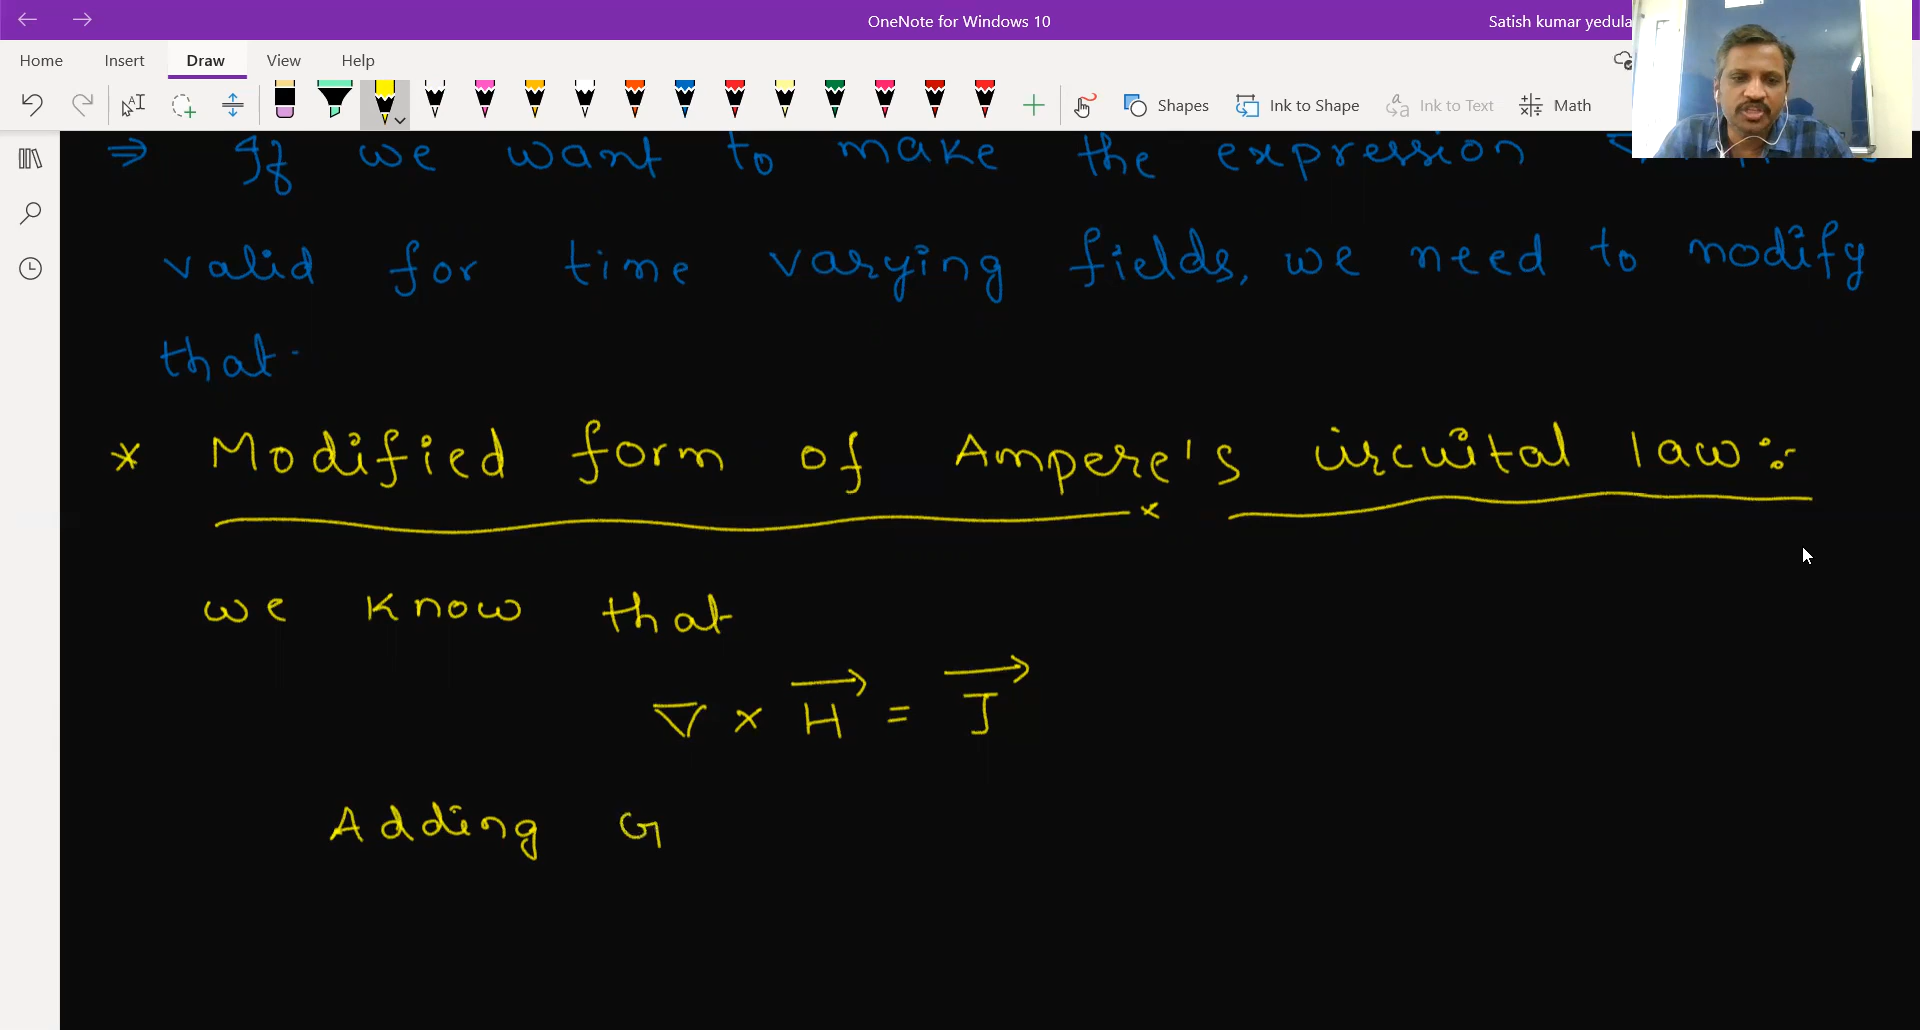 OneNote for Windows 10
Satish kumar yedula
Home Insert Draw View Help
Shapes Ink to Shape Ink to Text Math
⇒ If we want to make the expression
valid for time varying fields, we need to modify
that.
* Modified form of Ampere's circuital law:-
we know that
∇ × H⃗ = J⃗
Adding G